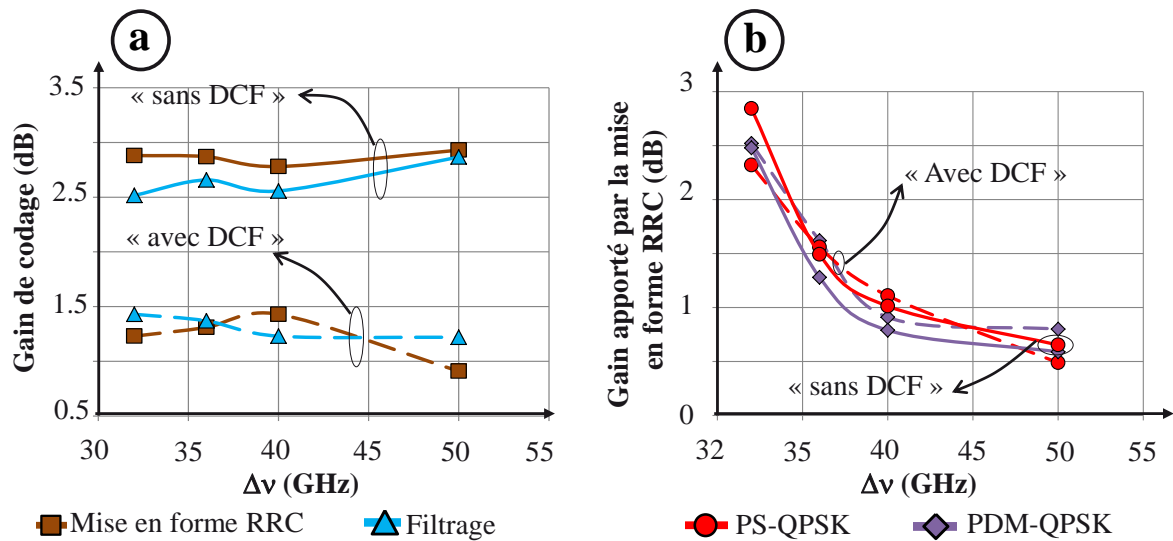 a
Gain de codage (dB)
3.5
2.5
1.5
0.5
« sans DCF »
« avec DCF »
30 35 40 45 50 55
Δν (GHz)
Mise en forme RRC
Filtrage
b
Gain apporté par la mise
en forme RRC (dB)
3
2
1
0
« Avec DCF »
« sans DCF »
32 35 40 45 50 55
Δν (GHz)
PS-QPSK
PDM-QPSK